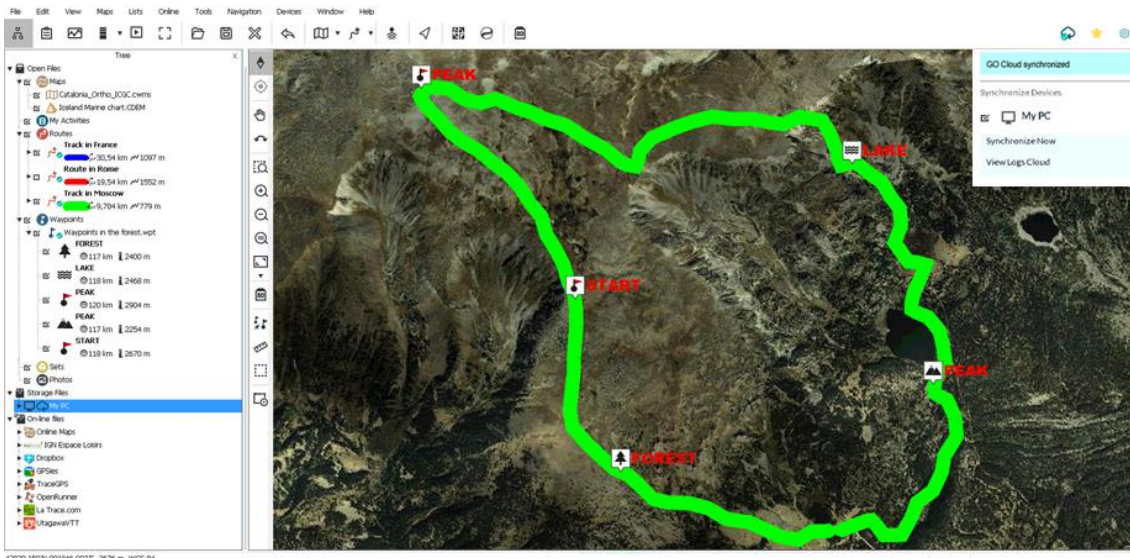 File Edit View Maps Lists Online Tools Navigation Devices Window Help
Tree X
Open Files
Maps
Catalonia_Ortho_ICGC.cwms
Iceland Marine chart.CDEM
My Activities
Routes
Track in France
30,54 km 1097 m
Route in Rome
19,54 km 1552 m
Track in Moscow
9,784 km 779 m
Waypoints
Waypoints in the forest.wpt
FOREST
117 km 2400 m
LAKE
118 km 2468 m
PEAK
120 km 2904 m
PEAK
117 km 2254 m
START
118 km 2670 m
Sets
Photos
Storage Files
My PC
On-line files
Online Maps
IGN Espace Loisirs
Dropbox
GPSies
TraceGPS
OpenRunner
La Trace.com
UtagawaVTT
PEAK
LAKE
START
PEAK
FOREST
GO Cloud synchronized
Synchronize Devices
My PC
Synchronize Now
View Logs Cloud